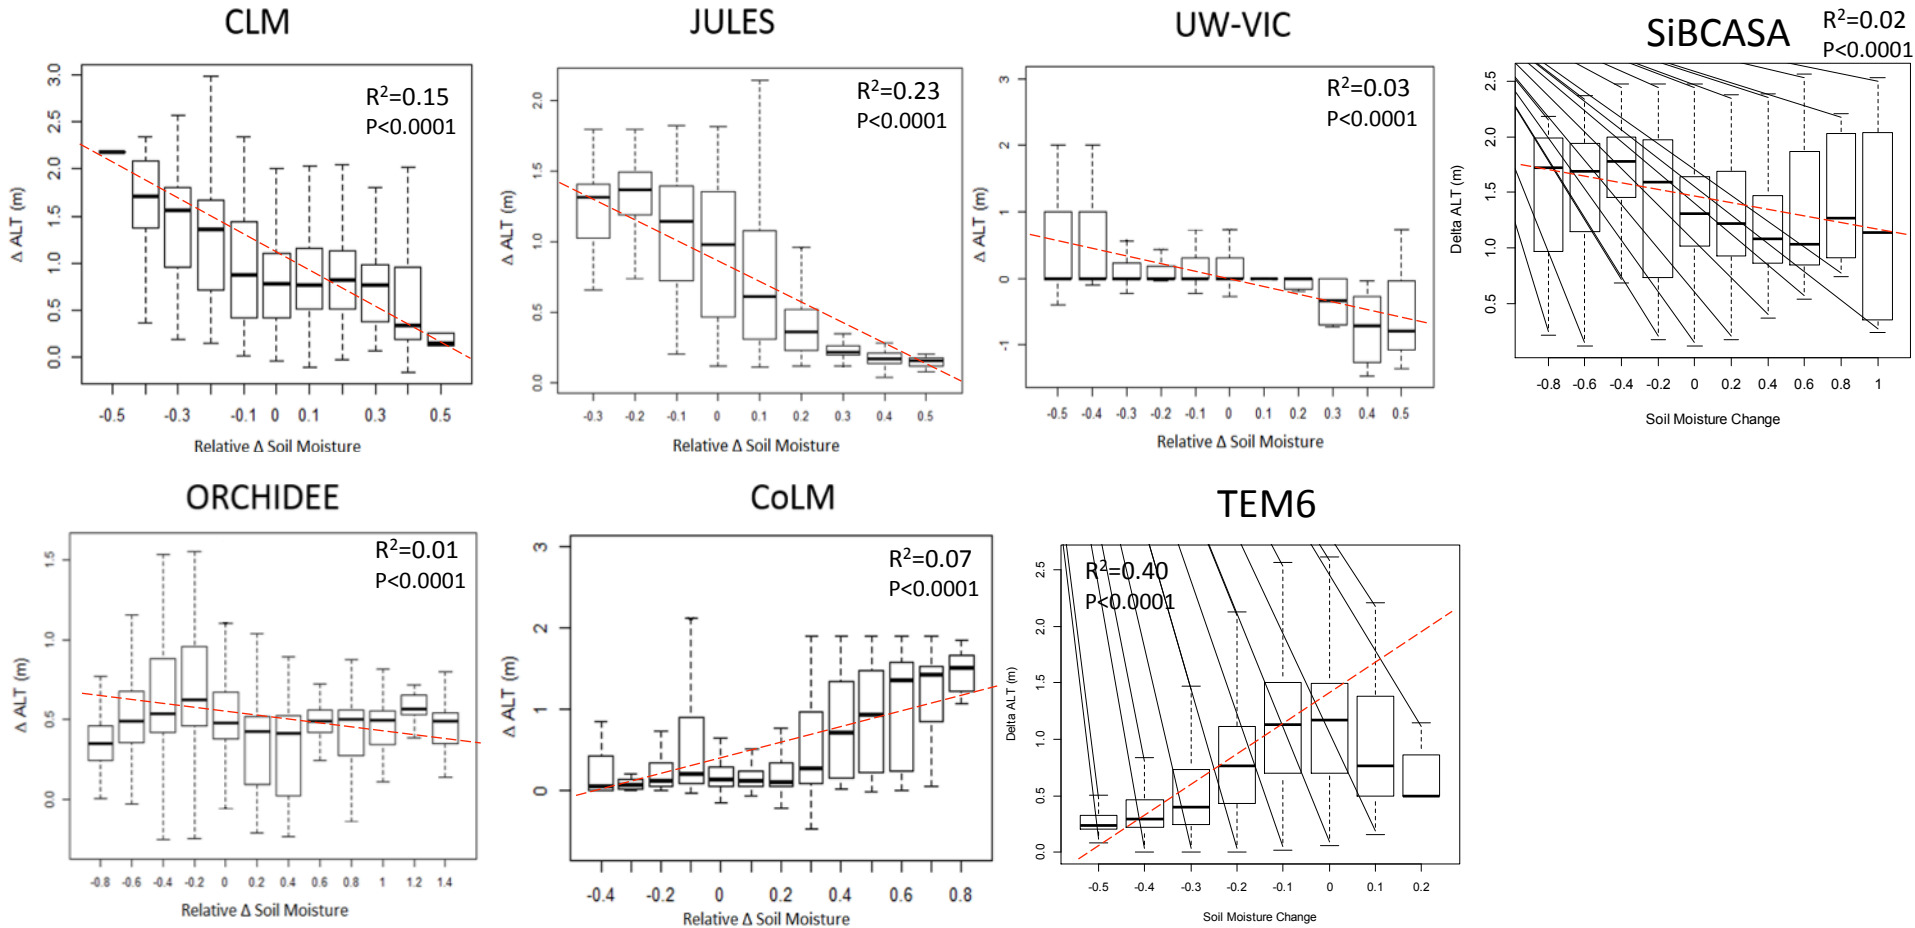 CLM
R²=0.15
P<0.0001
Δ ALT (m)
3.0
2.5
2.0
1.5
1.0
0.5
0.0
-0.5 -0.3 -0.1 0 0.1 0.3 0.5
Relative Δ Soil Moisture
JULES
R²=0.23
P<0.0001
Δ ALT (m)
2.0
1.5
1.0
0.5
0.0
-0.3 -0.2 -0.1 0 0.1 0.2 0.3 0.4 0.5
Relative Δ Soil Moisture
UW-VIC
R²=0.03
P<0.0001
Δ ALT (m)
3
2
1
0
-1
-0.5 -0.4 -0.3 -0.2 -0.1 0 0.1 0.2 0.3 0.4 0.5
Relative Δ Soil Moisture
SiBCASA
R²=0.02
P<0.0001
Delta ALT (m)
2.5
2.0
1.5
1.0
0.5
-0.8 -0.6 -0.4 -0.2 0 0.2 0.4 0.6 0.8 1
Soil Moisture Change
ORCHIDEE
R²=0.01
P<0.0001
Δ ALT (m)
1.5
1.0
0.5
0.0
-0.8 -0.6 -0.4 -0.2 0 0.2 0.4 0.6 0.8 1 1.2 1.4
Relative Δ Soil Moisture
CoLM
R²=0.07
P<0.0001
Δ ALT (m)
3
2
1
0
-0.4 -0.2 0 0.2 0.4 0.6 0.8
Relative Δ Soil Moisture
TEM6
R²=0.40
P<0.0001
Delta ALT (m)
2.5
2.0
1.5
1.0
0.5
0.0
-0.5 -0.4 -0.3 -0.2 -0.1 0 0.1 0.2
Soil Moisture Change